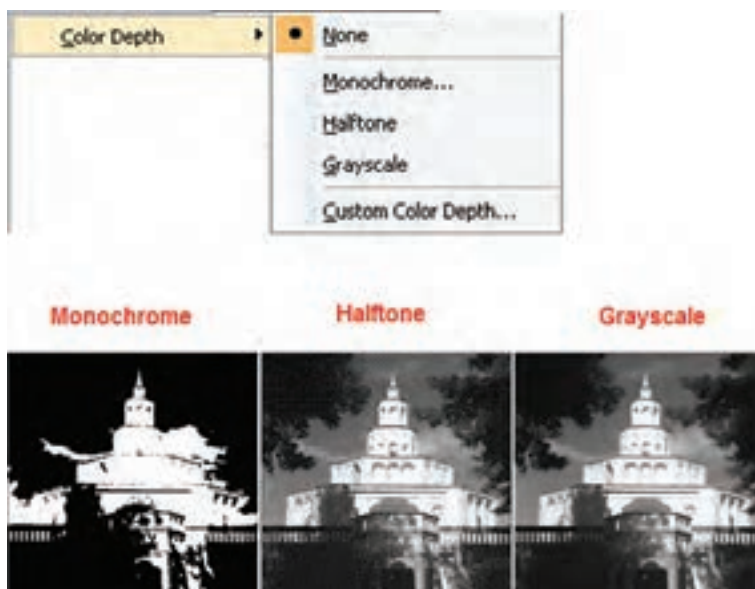 Color Depth
None
Monochrome...
Halftone
Grayscale
Custom Color Depth...
Monochrome Halftone Grayscale